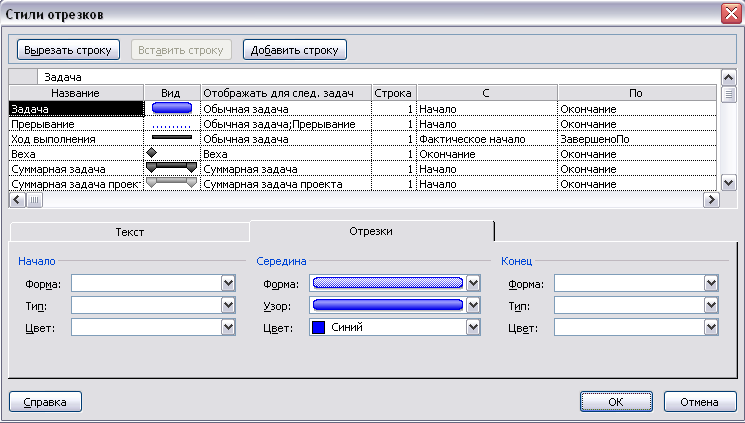 Стили отрезков
Вырезать строку Вставить строку Добавить строку
Задача
Название Вид Отображать для след. задач Строка С По
Задача Обычная задача 1 Начало Окончание
Прерывание Обычная задача;Прерывание 1 Начало Окончание
Ход выполнения Обычная задача 1 Фактическое начало ЗавершеноПо
Веха Веха 1 Окончание Окончание
Суммарная задача Суммарная задача 1 Начало Окончание
Суммарная задача проект Суммарная задача проекта 1 Начало Окончание
Текст Отрезки
Начало Середина Конец
Форма: Форма: Форма:
Тип: Узор: Тип:
Цвет: Цвет: Синий Цвет:
Справка ОК Отмена